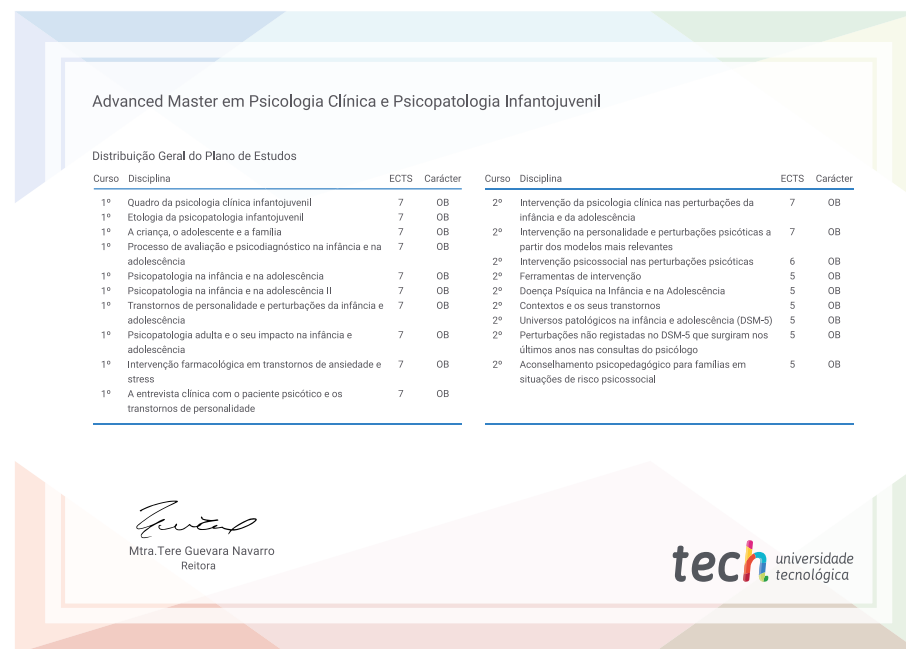 Advanced Master em Psicologia Clínica e Psicopatologia Infantojuvenil
Distribuição Geral do Plano de Estudos
Curso Disciplina ECTS Carácter
1º Quadro da psicologia clínica infantojuvenil 7 OB
1º Etologia da psicopatologia infantojuvenil 7 OB
1º A criança, o adolescente e a família 7 OB
1º Processo de avaliação e psicodiagnóstico na infância e na 7 OB
adolescência
1º Psicopatologia na infância e na adolescência 7 OB
1º Psicopatologia na infância e na adolescência II 7 OB
1º Transtornos de personalidade e perturbações da infância e 7 OB
adolescência
1º Psicopatologia adulta e o seu impacto na infância e 7 OB
adolescência
1º Intervenção farmacológica em transtornos de ansiedade e 7 OB
stress
1º A entrevista clínica com o paciente psicótico e os 7 OB
transtornos de personalidade
Curso Disciplina ECTS Carácter
2º Intervenção da psicologia clínica nas perturbações da 7 OB
infância e da adolescência
2º Intervenção na personalidade e perturbações psicóticas a 7 OB
partir dos modelos mais relevantes
2º Intervenção psicossocial nas perturbações psicóticas 6 OB
2º Ferramentas de intervenção 5 OB
2º Doença Psíquica na Infância e na Adolescência 5 OB
2º Contextos e os seus transtornos 5 OB
2º Universos patológicos na infância e adolescência (DSM-5) 5 OB
2º Perturbações não registadas no DSM-5 que surgiram nos 5 OB
últimos anos nas consultas do psicólogo
2º Aconselhamento psicopedagógico para famílias em 5 OB
situações de risco psicossocial
Mtra.Tere Guevara Navarro
Reitora
tech universidade
tecnológica